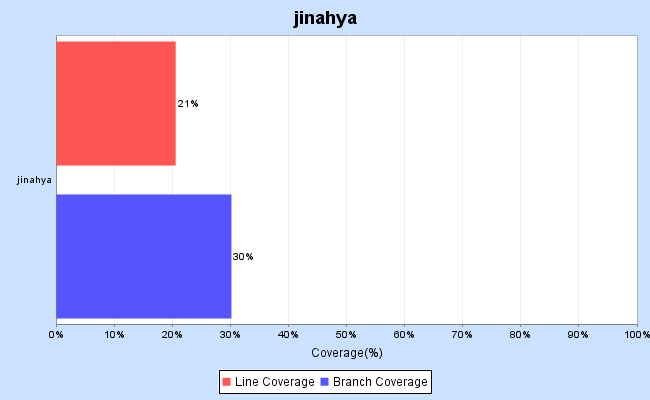 jinahya
21%
jinahya
30%
0% 10% 20% 30% 40% 50% 60% 70% 80% 90% 100%
Coverage(%)
Line Coverage Branch Coverage